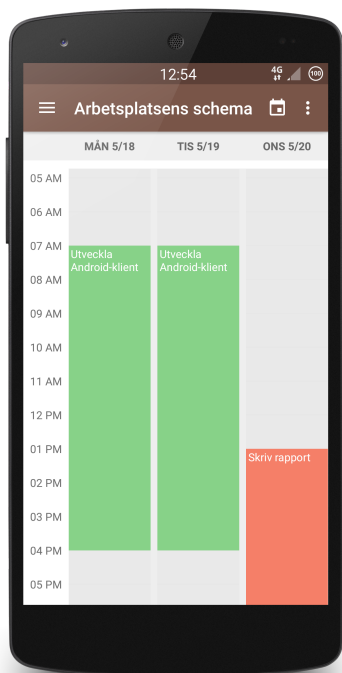 12:54
4G
100
Arbetsplatsens schema
MÅN 5/18
TIS 5/19
ONS 5/20
05 AM
06 AM
07 AM
Utveckla
Android-klient
Utveckla
Android-klient
08 AM
09 AM
10 AM
11 AM
12 PM
01 PM
Skriv rapport
02 PM
03 PM
04 PM
05 PM